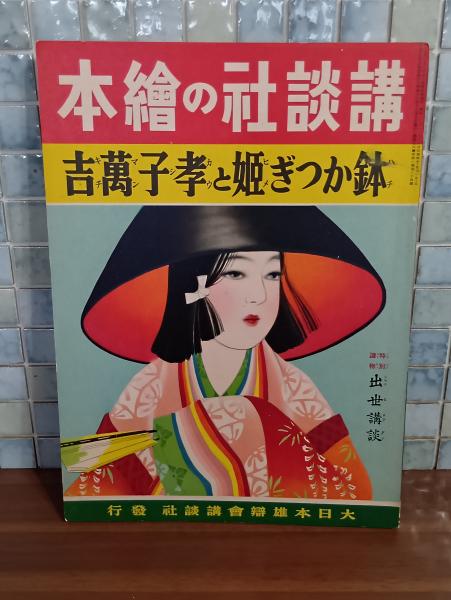 講談社の繪本
鉢かつぎ姫と孝子萬吉
特別讀物
出世講談
大日本雄辯會講談社 發行